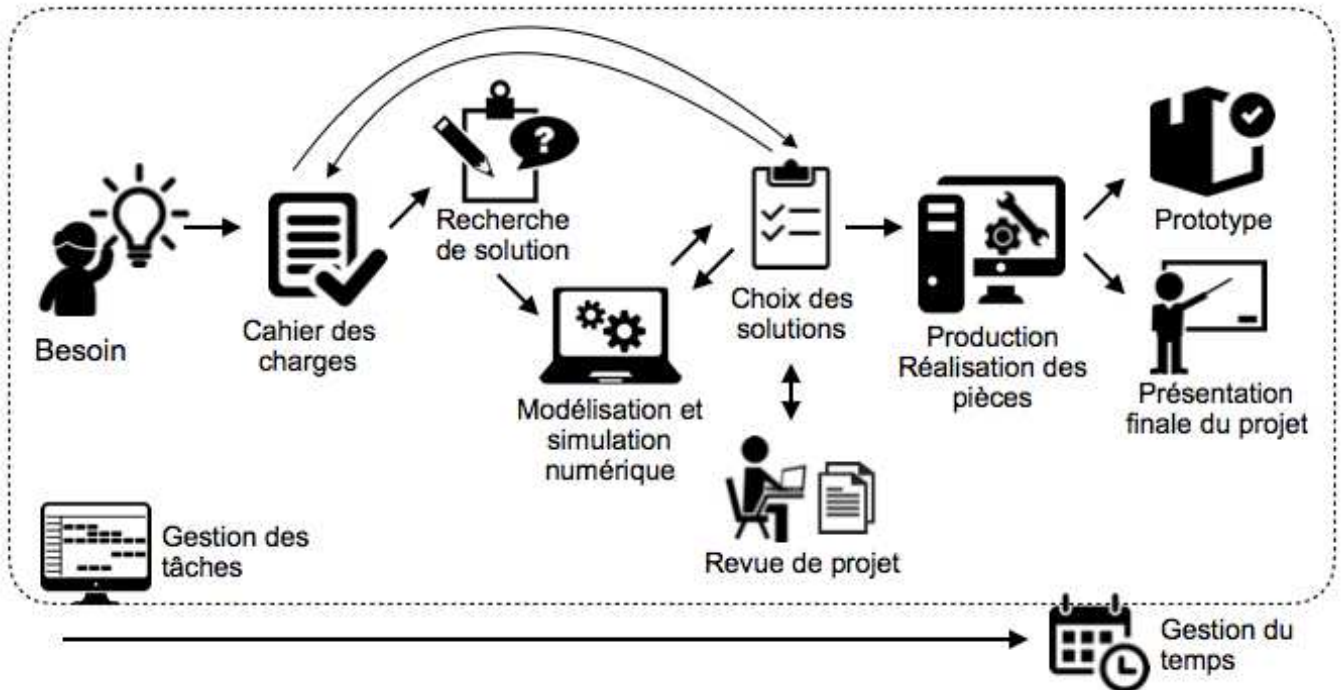 ?
Besoin
Cahier des
charges
Recherche
de solution
Modélisation et
simulation
numérique
Choix des
solutions
Revue de projet
Production
Réalisation des
pièces
Prototype
Présentation
finale du projet
Gestion des
tâches
Gestion du
temps